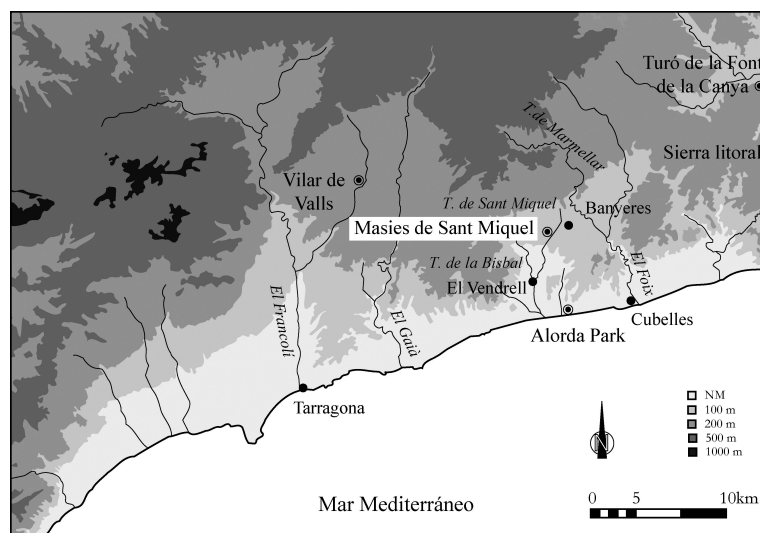 Turó de la Font
de la Canya
T. de Marmellar
Sierra litoral
Vilar de
Valls
T. de Sant Miquel
Banyeres
Masies de Sant Miquel
T. de la Bisbal
El Foix
El Vendrell
El Francolí
El Gaià
Cubelles
Alorda Park
Tarragona
NM
100 m
200 m
500 m
1000 m
N
Mar Mediterráneo
0 5 10km